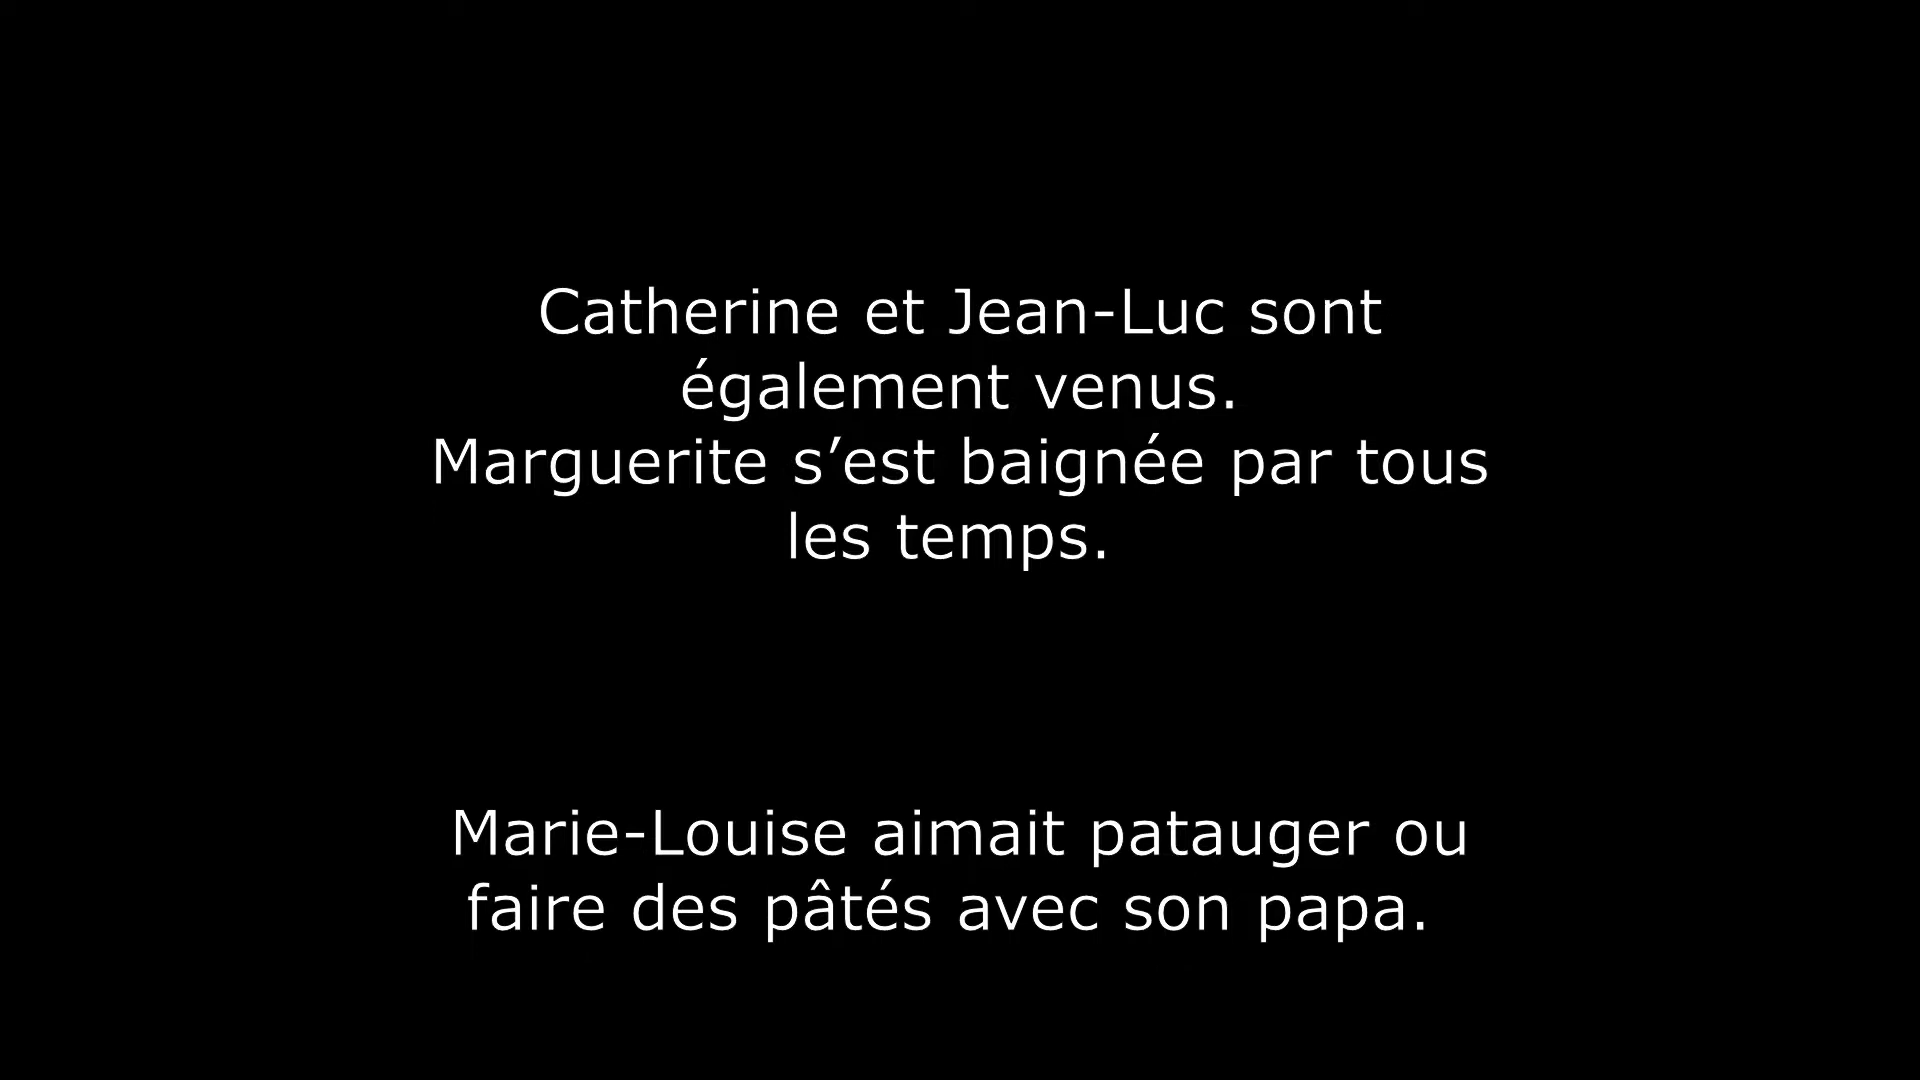 Catherine et Jean-Luc sont
également venus.
Marguerite s’est baignée par tous
les temps.
Marie-Louise aimait patauger ou
faire des pâtés avec son papa.